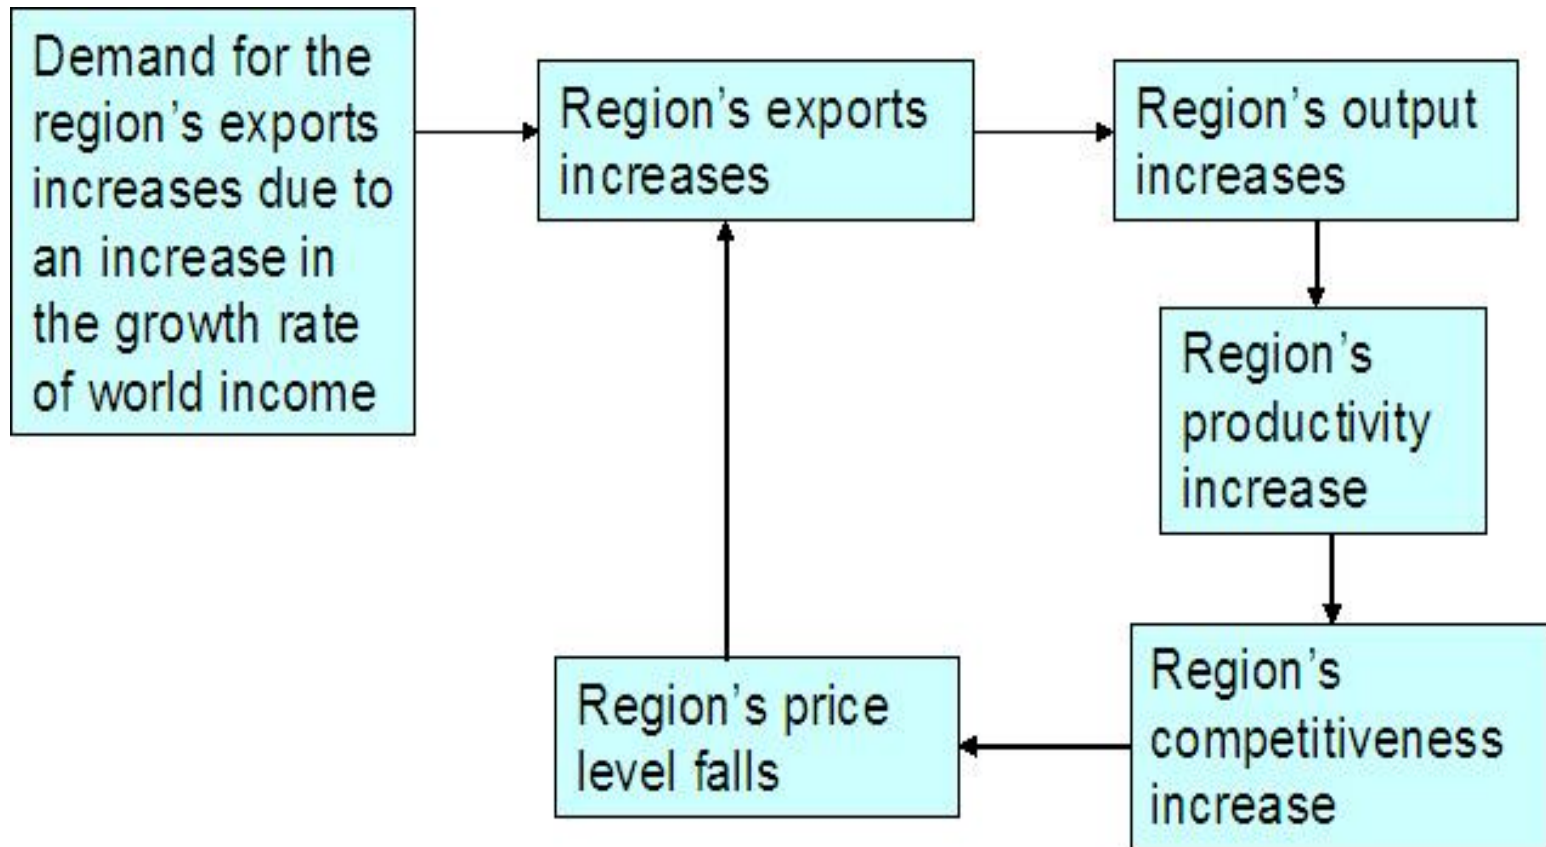 Demand for the
region’s exports
increases due to
an increase in
the growth rate
of world income
Region’s exports
increases
Region’s output
increases
Region’s
productivity
increase
Region’s
competitiveness
increase
Region’s price
level falls